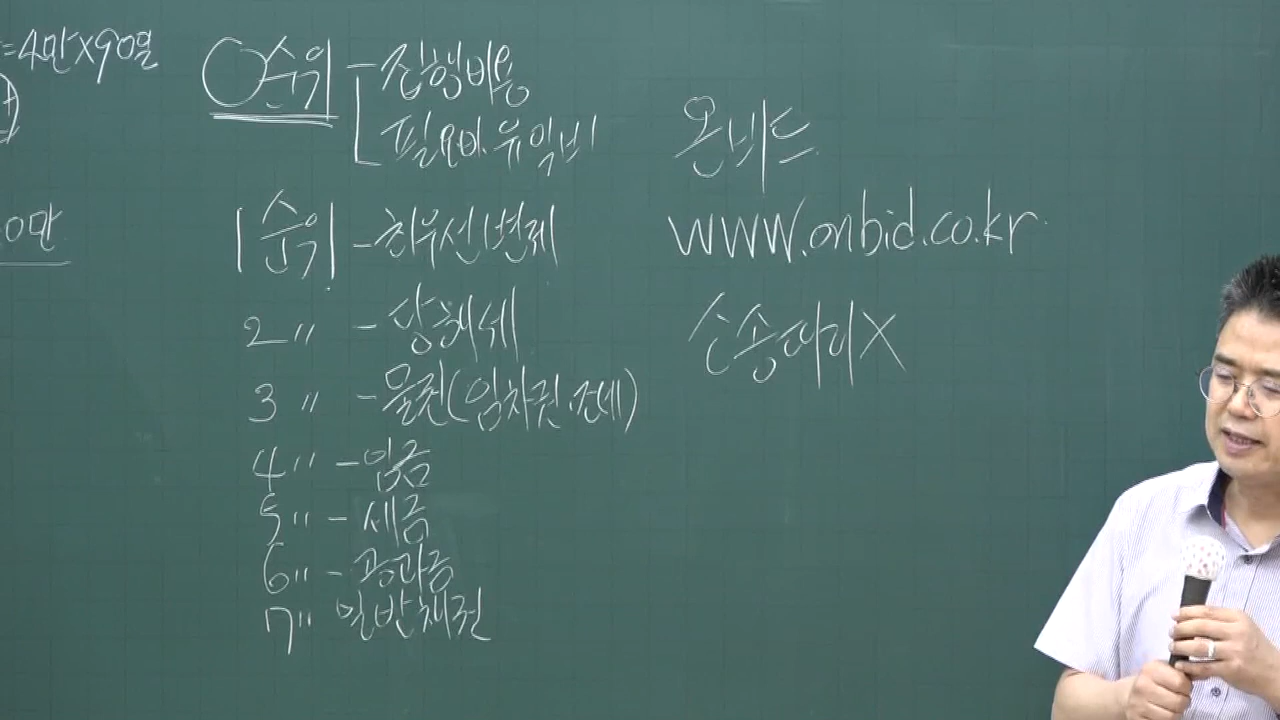 =4만X90일
0만
0순위 - 집행비용
필요비.유익비
1순위 - 최우선변제
2 〃 - 당해세
3 〃 - 물권(임차권.전세)
4 〃 - 임금
5 〃 - 세금
6 〃 - 공과금
7 〃 일반채권
온비드
www.onbid.co.kr
손송따리X